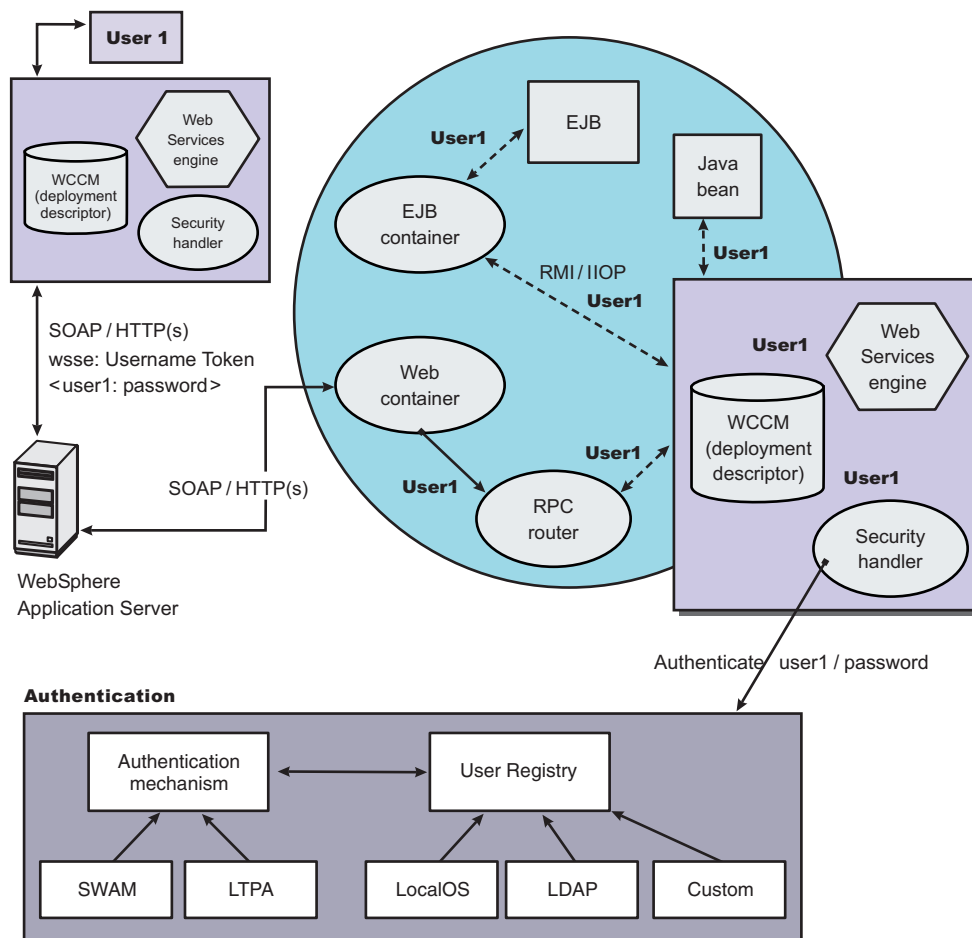 User 1
Web
Services
engine
WCCM
(deployment
descriptor)
Security
handler
SOAP / HTTP(s)
wsse: Username Token
<user1: password>
WebSphere
Application Server
SOAP / HTTP(s)
User1
EJB
EJB
container
Java
bean
User1
RMI / IIOP
User1
Web
container
User1
RPC
router
User1
User1
Web
Services
engine
WCCM
(deployment
descriptor)
User1
Security
handler
Authenticate user1 / password
Authentication
Authentication
mechanism
User Registry
SWAM
LTPA
LocalOS
LDAP
Custom